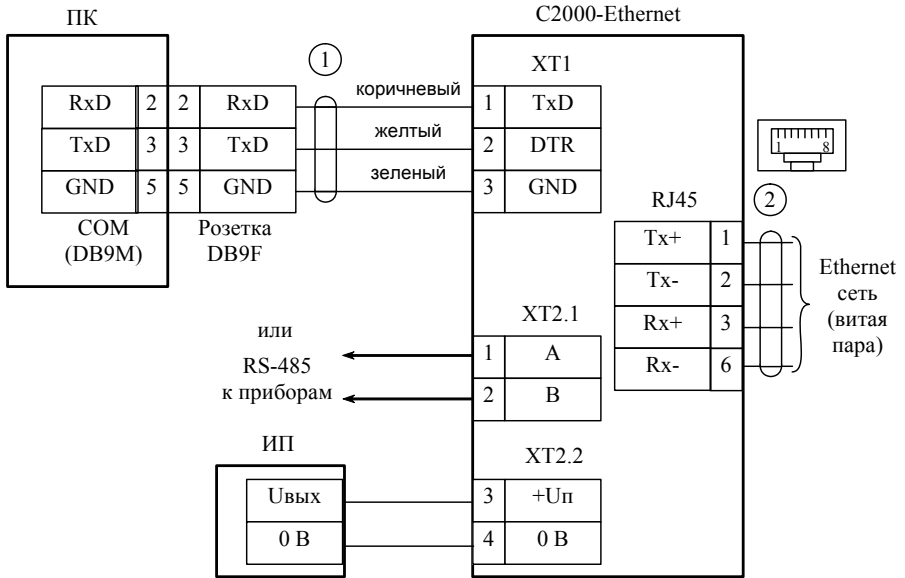 ПК
C2000-Ethernet
1
XT1
RxD 2 2 RxD
коричневый
1 TxD
TxD 3 3 TxD
желтый
2 DTR
GND 5 5 GND
зеленый
3 GND
COM
(DB9M)
Розетка
DB9F
1 8
RJ45
2
Tx+ 1
Tx- 2
Rx+ 3
Rx- 6
Ethernet
сеть
(витая
пара)
или
RS-485
к приборам
XT2.1
1 A
2 B
ИП
XT2.2
Uвых
3 +Uп
0 В
4 0 В